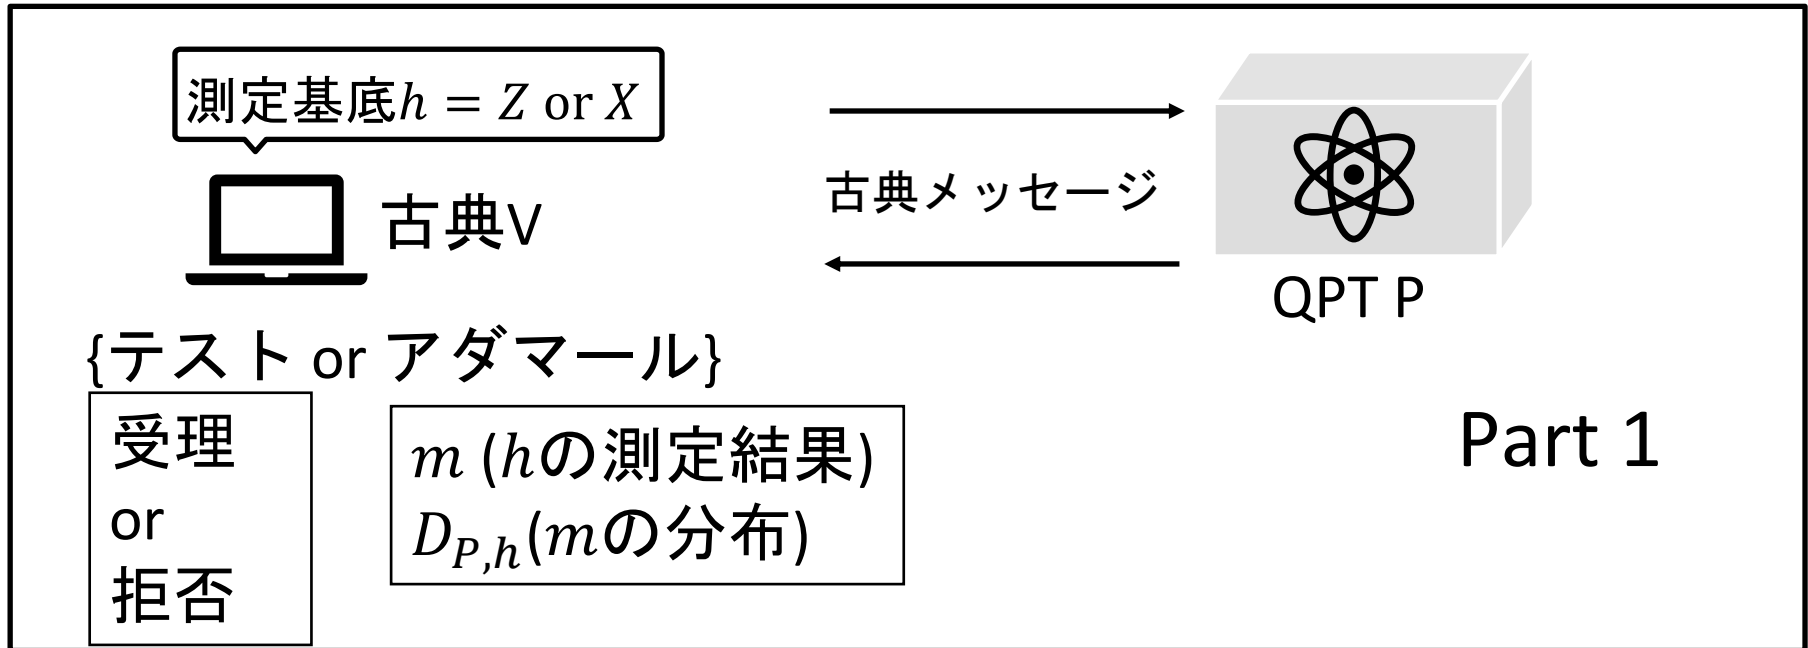 測定基底h = Z or X
古典V
古典メッセージ
QPT P
{テスト or アダマール}
受理
or
拒否
m (hの測定結果)
D_{P,h}(mの分布)
Part 1